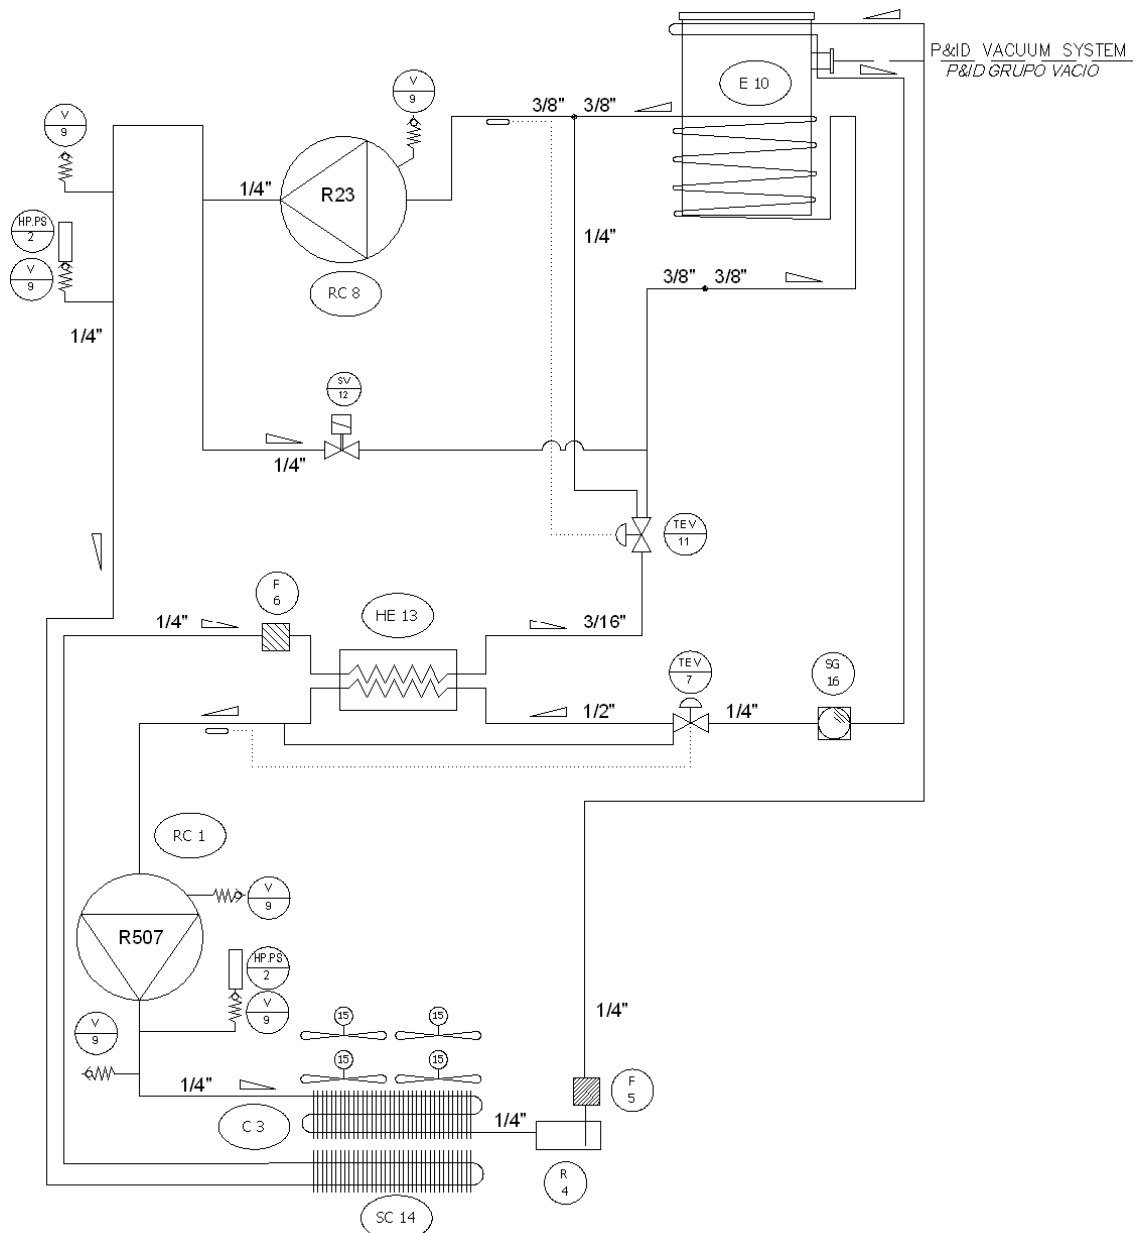 P&ID VACUUM SYSTEM
P&ID GRUPO VACIO
E 10
V
9
V
9
3/8"
3/8"
1/4"
R23
HP.PS
2
V
9
RC 8
1/4"
3/8"
3/8"
1/4"
SV
12
1/4"
TEV
11
F
6
HE 13
1/4"
3/16"
TEV
7
SG
16
1/2"
1/4"
RC 1
V
9
R507
HP.PS
2
V
9
V
9
15
15
15
15
1/4"
1/4"
C 3
1/4"
F
5
R
4
SC 14